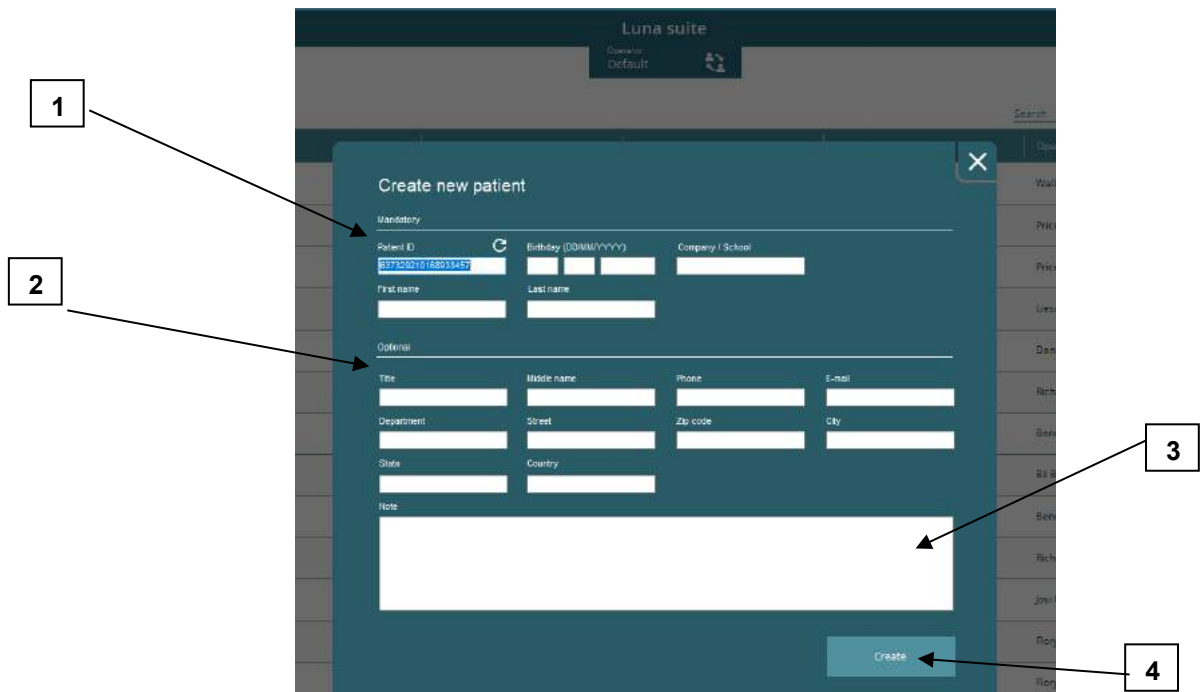 Luna suite
Operator
Default
1
Search
Create new patient
Mandatory
Patient ID Birthday (DD/MM/YYYY) Company / School
637329210168933457
First name Last name
2
Optional
Title Middle name Phone E-mail
Department Street Zip code City
State Country
3
Note
Create
4